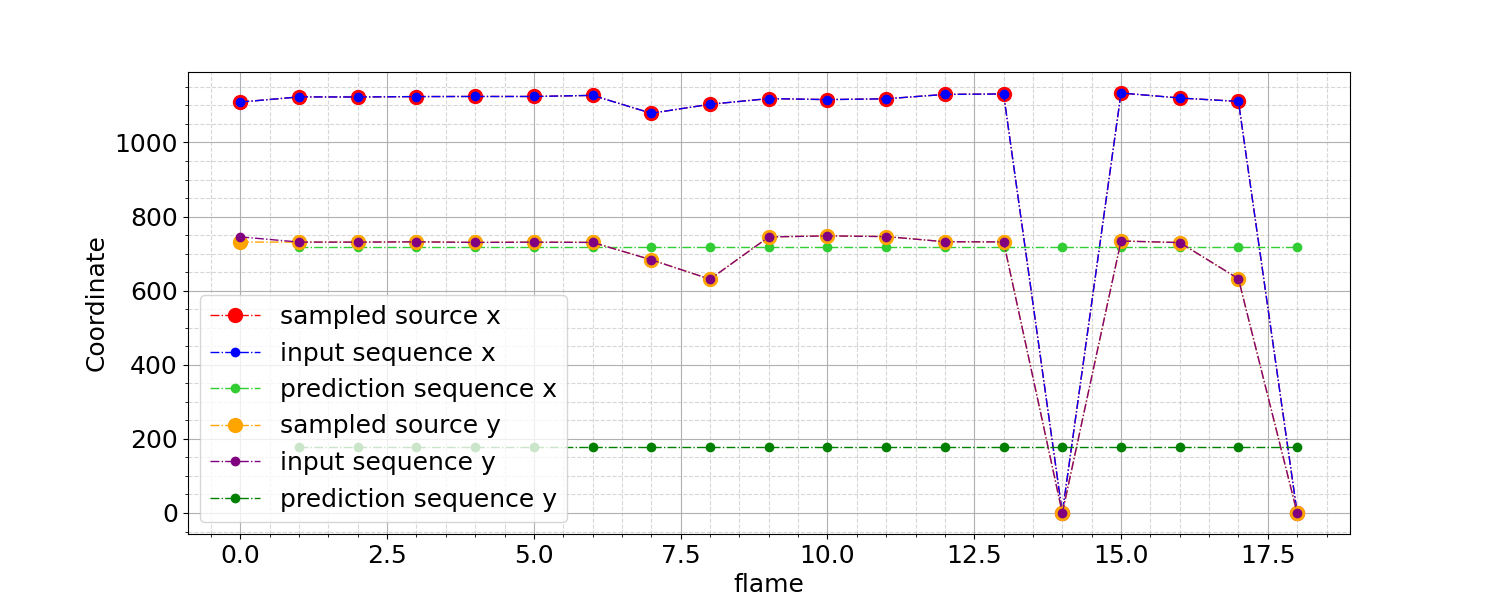 Coordinate
1000
800
600
400
200
0
sampled source x
input sequence x
prediction sequence x
sampled source y
input sequence y
prediction sequence y
0.0 2.5 5.0 7.5 10.0 12.5 15.0 17.5
flame